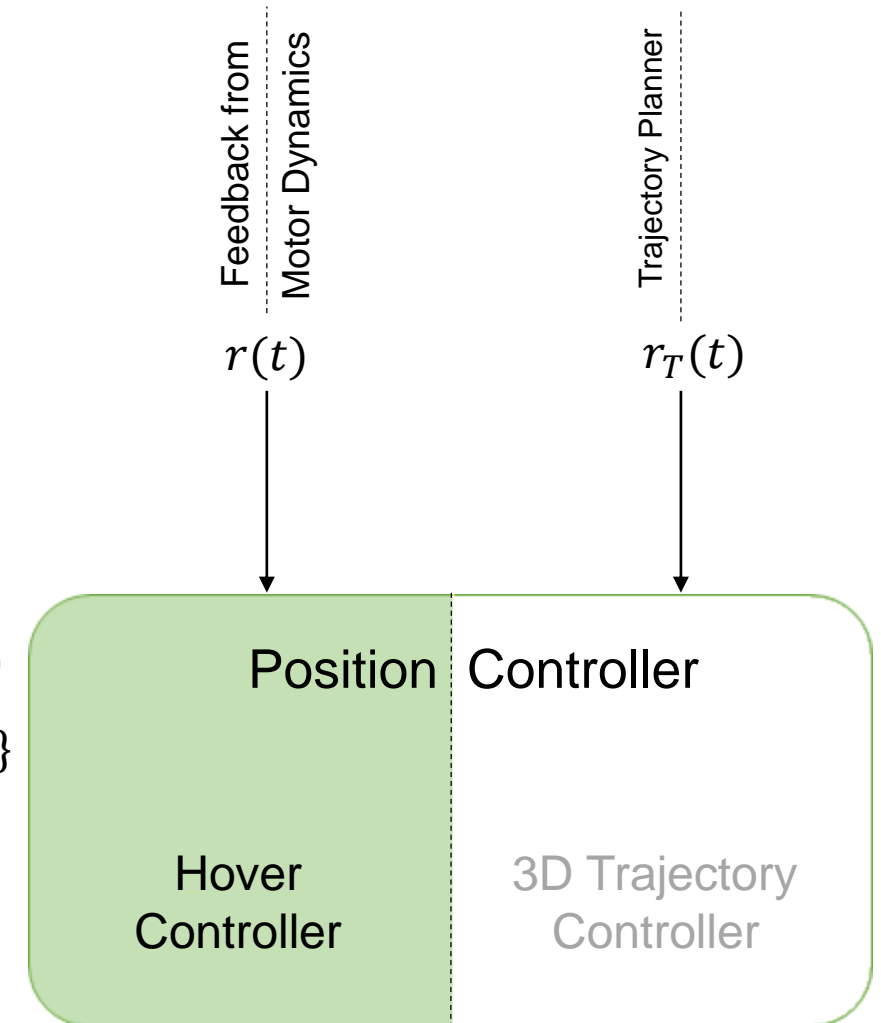 Feedback from
Motor Dynamics
Trajectory Planner
r(t)
r_T(t)
)
Position Controller
}
Hover
Controller
3D Trajectory
Controller